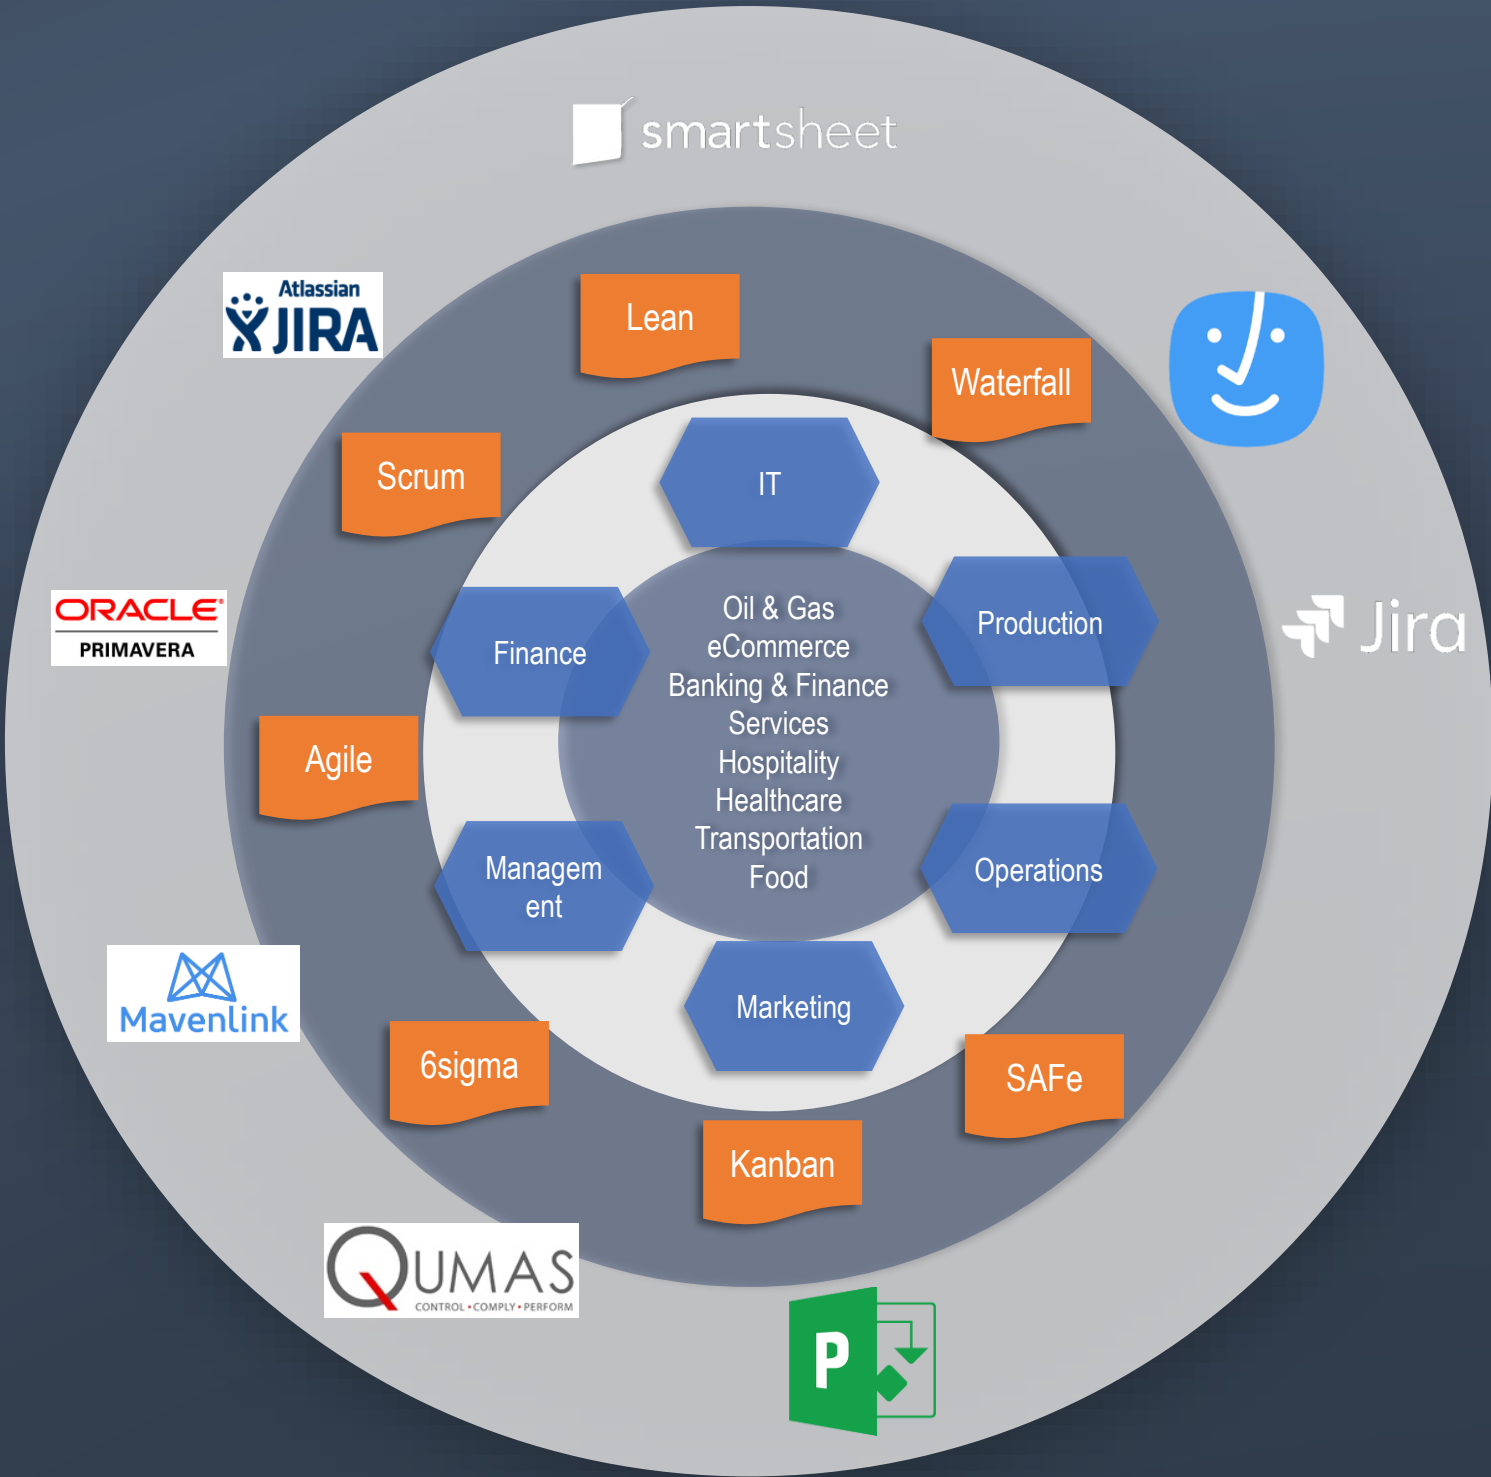 smartsheet
Atlassian
JIRA
Lean
Waterfall
Scrum
IT
ORACLE®
PRIMAVERA
Jira
Finance
Production
Oil & Gas
eCommerce
Banking & Finance
Services
Hospitality
Healthcare
Transportation
Food
Agile
Managem
ent
Operations
Mavenlink
Marketing
6sigma
SAFe
Kanban
QUMAS
CONTROL • COMPLY • PERFORM
P